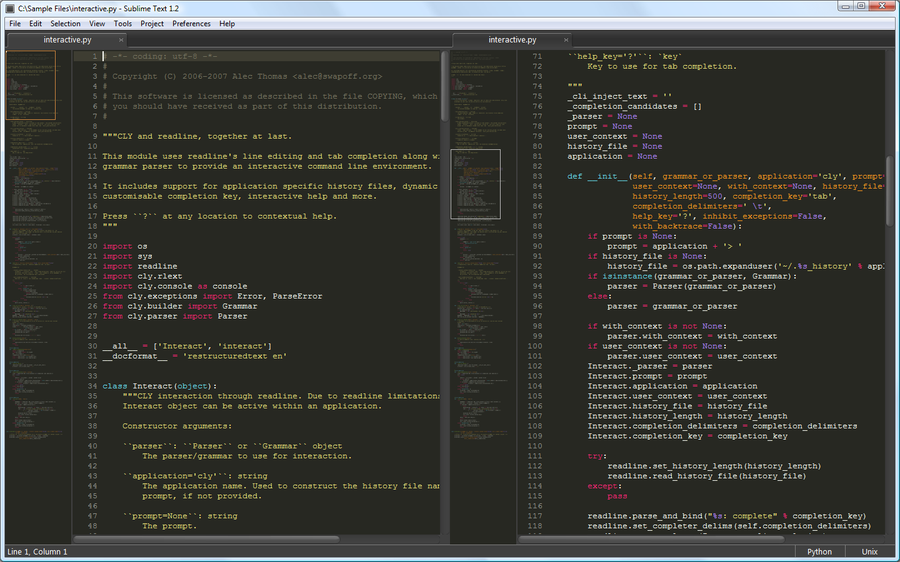 C:\Sample Files\interactive.py - Sublime Text 1.2
File Edit Selection View Tools Project Preferences Help
interactive.py
1 # -*- coding: utf-8 -*-
2 #
3 # Copyright (C) 2006-2007 Alec Thomas <alec@swapoff.org>
4 #
5 # This software is licensed as described in the file COPYING, which
6 # you should have received as part of this distribution.
7 #
8
9 """CLY and readline, together at last.
10
11 This module uses readline's line editing and tab completion along wi
12 grammar parser to provide an interactive command line environment.
13
14 It includes support for application specific history files, dynamic
15 customisable completion key, interactive help and more.
16
17 Press ``?`` at any location to contextual help.
18 """
19
20 import os
21 import sys
22 import readline
23 import cly.rlext
24 import cly.console as console
25 from cly.exceptions import Error, ParseError
26 from cly.builder import Grammar
27 from cly.parser import Parser
28
29
30 __all__ = ['Interact', 'interact']
31 __docformat__ = 'restructuredtext en'
32
33
34 class Interact(object):
35 """CLY interaction through readline. Due to readline limitations
36 Interact object can be active within an application.
37
38 Constructor arguments:
39
40 ``parser``: ``Parser`` or ``Grammar`` object
41 The parser/grammar to use for interaction.
42
43 ``application='cly'``: string
44 The application name. Used to construct the history file nam
45 prompt, if not provided.
46
47 ``prompt=None``: string
48 The prompt.
interactive.py
71 ``help_key='?'``: `key`
72 Key to use for tab completion.
73
74 """
75 _cli_inject_text = ''
76 _completion_candidates = []
77 _parser = None
78 prompt = None
79 user_context = None
80 history_file = None
81 application = None
82
83 def __init__(self, grammar_or_parser, application='cly', prompt=
84 user_context=None, with_context=None, history_file=
85 history_length=500, completion_key='tab',
86 completion_delimiters=' \t',
87 help_key='?', inhibit_exceptions=False,
88 with_backtrace=False):
89 if prompt is None:
90 prompt = application + '> '
91 if history_file is None:
92 history_file = os.path.expanduser('~/.%s_history' % appl
93 if isinstance(grammar_or_parser, Grammar):
94 parser = Parser(grammar_or_parser)
95 else:
96 parser = grammar_or_parser
97
98 if with_context is not None:
99 parser.with_context = with_context
100 if user_context is not None:
101 parser.user_context = user_context
102 Interact._parser = parser
103 Interact.prompt = prompt
104 Interact.application = application
105 Interact.user_context = user_context
106 Interact.history_file = history_file
107 Interact.history_length = history_length
108 Interact.completion_delimiters = completion_delimiters
109 Interact.completion_key = completion_key
110
111 try:
112 readline.set_history_length(history_length)
113 readline.read_history_file(history_file)
114 except:
115 pass
116
117 readline.parse_and_bind("%s: complete" % completion_key)
118 readline.set_completer_delims(self.completion_delimiters)
Line 1, Column 1
Python
Unix